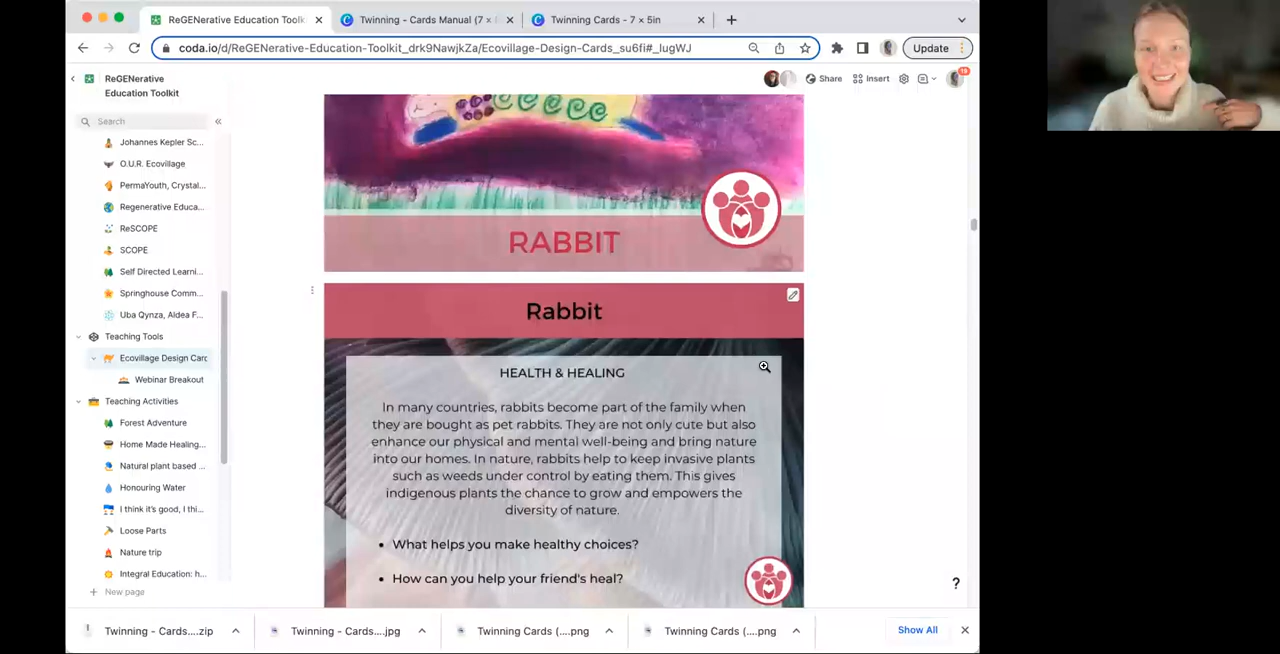 ReGENerative Education Toolk
Twinning - Cards Manual (7 ×
Twinning Cards - 7 × 5in
coda.io/d/ReGENerative-Education-Toolkit_drk9NawjkZa/Ecovillage-Design-Cards_su6fi#_lugWJ
Update
ReGENerative
Education Toolkit
Share
Insert
Search
Johannes Kepler Sc...
O.U.R. Ecovillage
PermaYouth, Crystal...
Regenerative Educa...
ReSCOPE
SCOPE
Self Directed Learni...
Springhouse Comm...
Uba Qynza, Aldea F...
Teaching Tools
Ecovillage Design Card
Webinar Breakout
Teaching Activities
Forest Adventure
Home Made Healing...
Natural plant based ...
Honouring Water
I think it's good, I thi...
Loose Parts
Nature trip
Integral Education: h...
New page
RABBIT
Rabbit
HEALTH & HEALING
In many countries, rabbits become part of the family when
they are bought as pet rabbits. They are not only cute but also
enhance our physical and mental well-being and bring nature
into our homes. In nature, rabbits help to keep invasive plants
such as weeds under control by eating them. This gives
indigenous plants the chance to grow and empowers the
diversity of nature.
• What helps you make healthy choices?
• How can you help your friend's heal?
?
Twinning - Cards....zip
Twinning - Cards....jpg
Twinning Cards (....png
Twinning Cards (....png
Show All